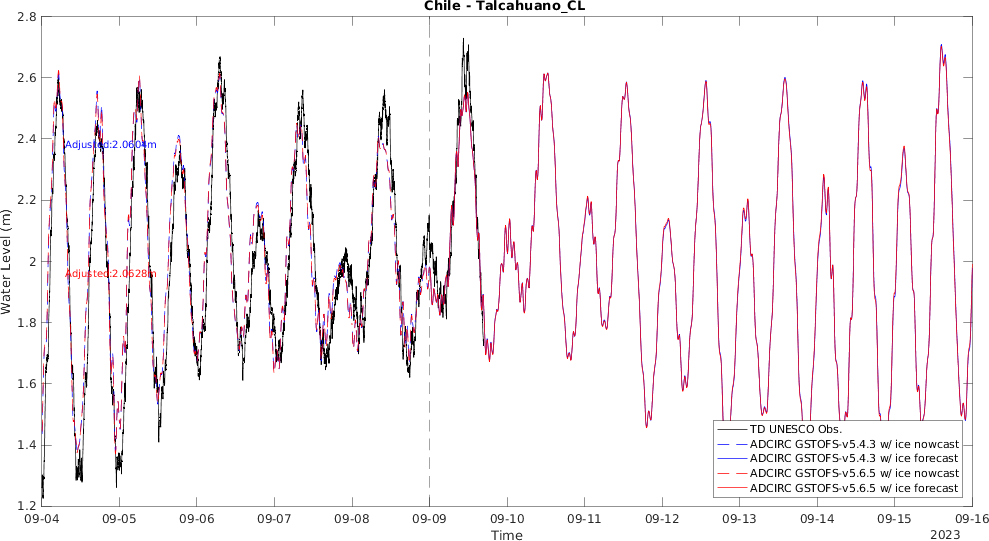 Chile - Talcahuano_CL
2.8
2.6
2.4
2.2
2
1.8
1.6
1.4
1.2
Water Level (m)
Adjusted:2.0604m
Adjusted:2.0528m
TD UNESCO Obs.
ADCIRC GSTOFS-v5.4.3 w/ ice nowcast
ADCIRC GSTOFS-v5.4.3 w/ ice forecast
ADCIRC GSTOFS-v5.6.5 w/ ice nowcast
ADCIRC GSTOFS-v5.6.5 w/ ice forecast
09-04 09-05 09-06 09-07 09-08 09-09 09-10 09-11 09-12 09-13 09-14 09-15 09-16
Time
2023